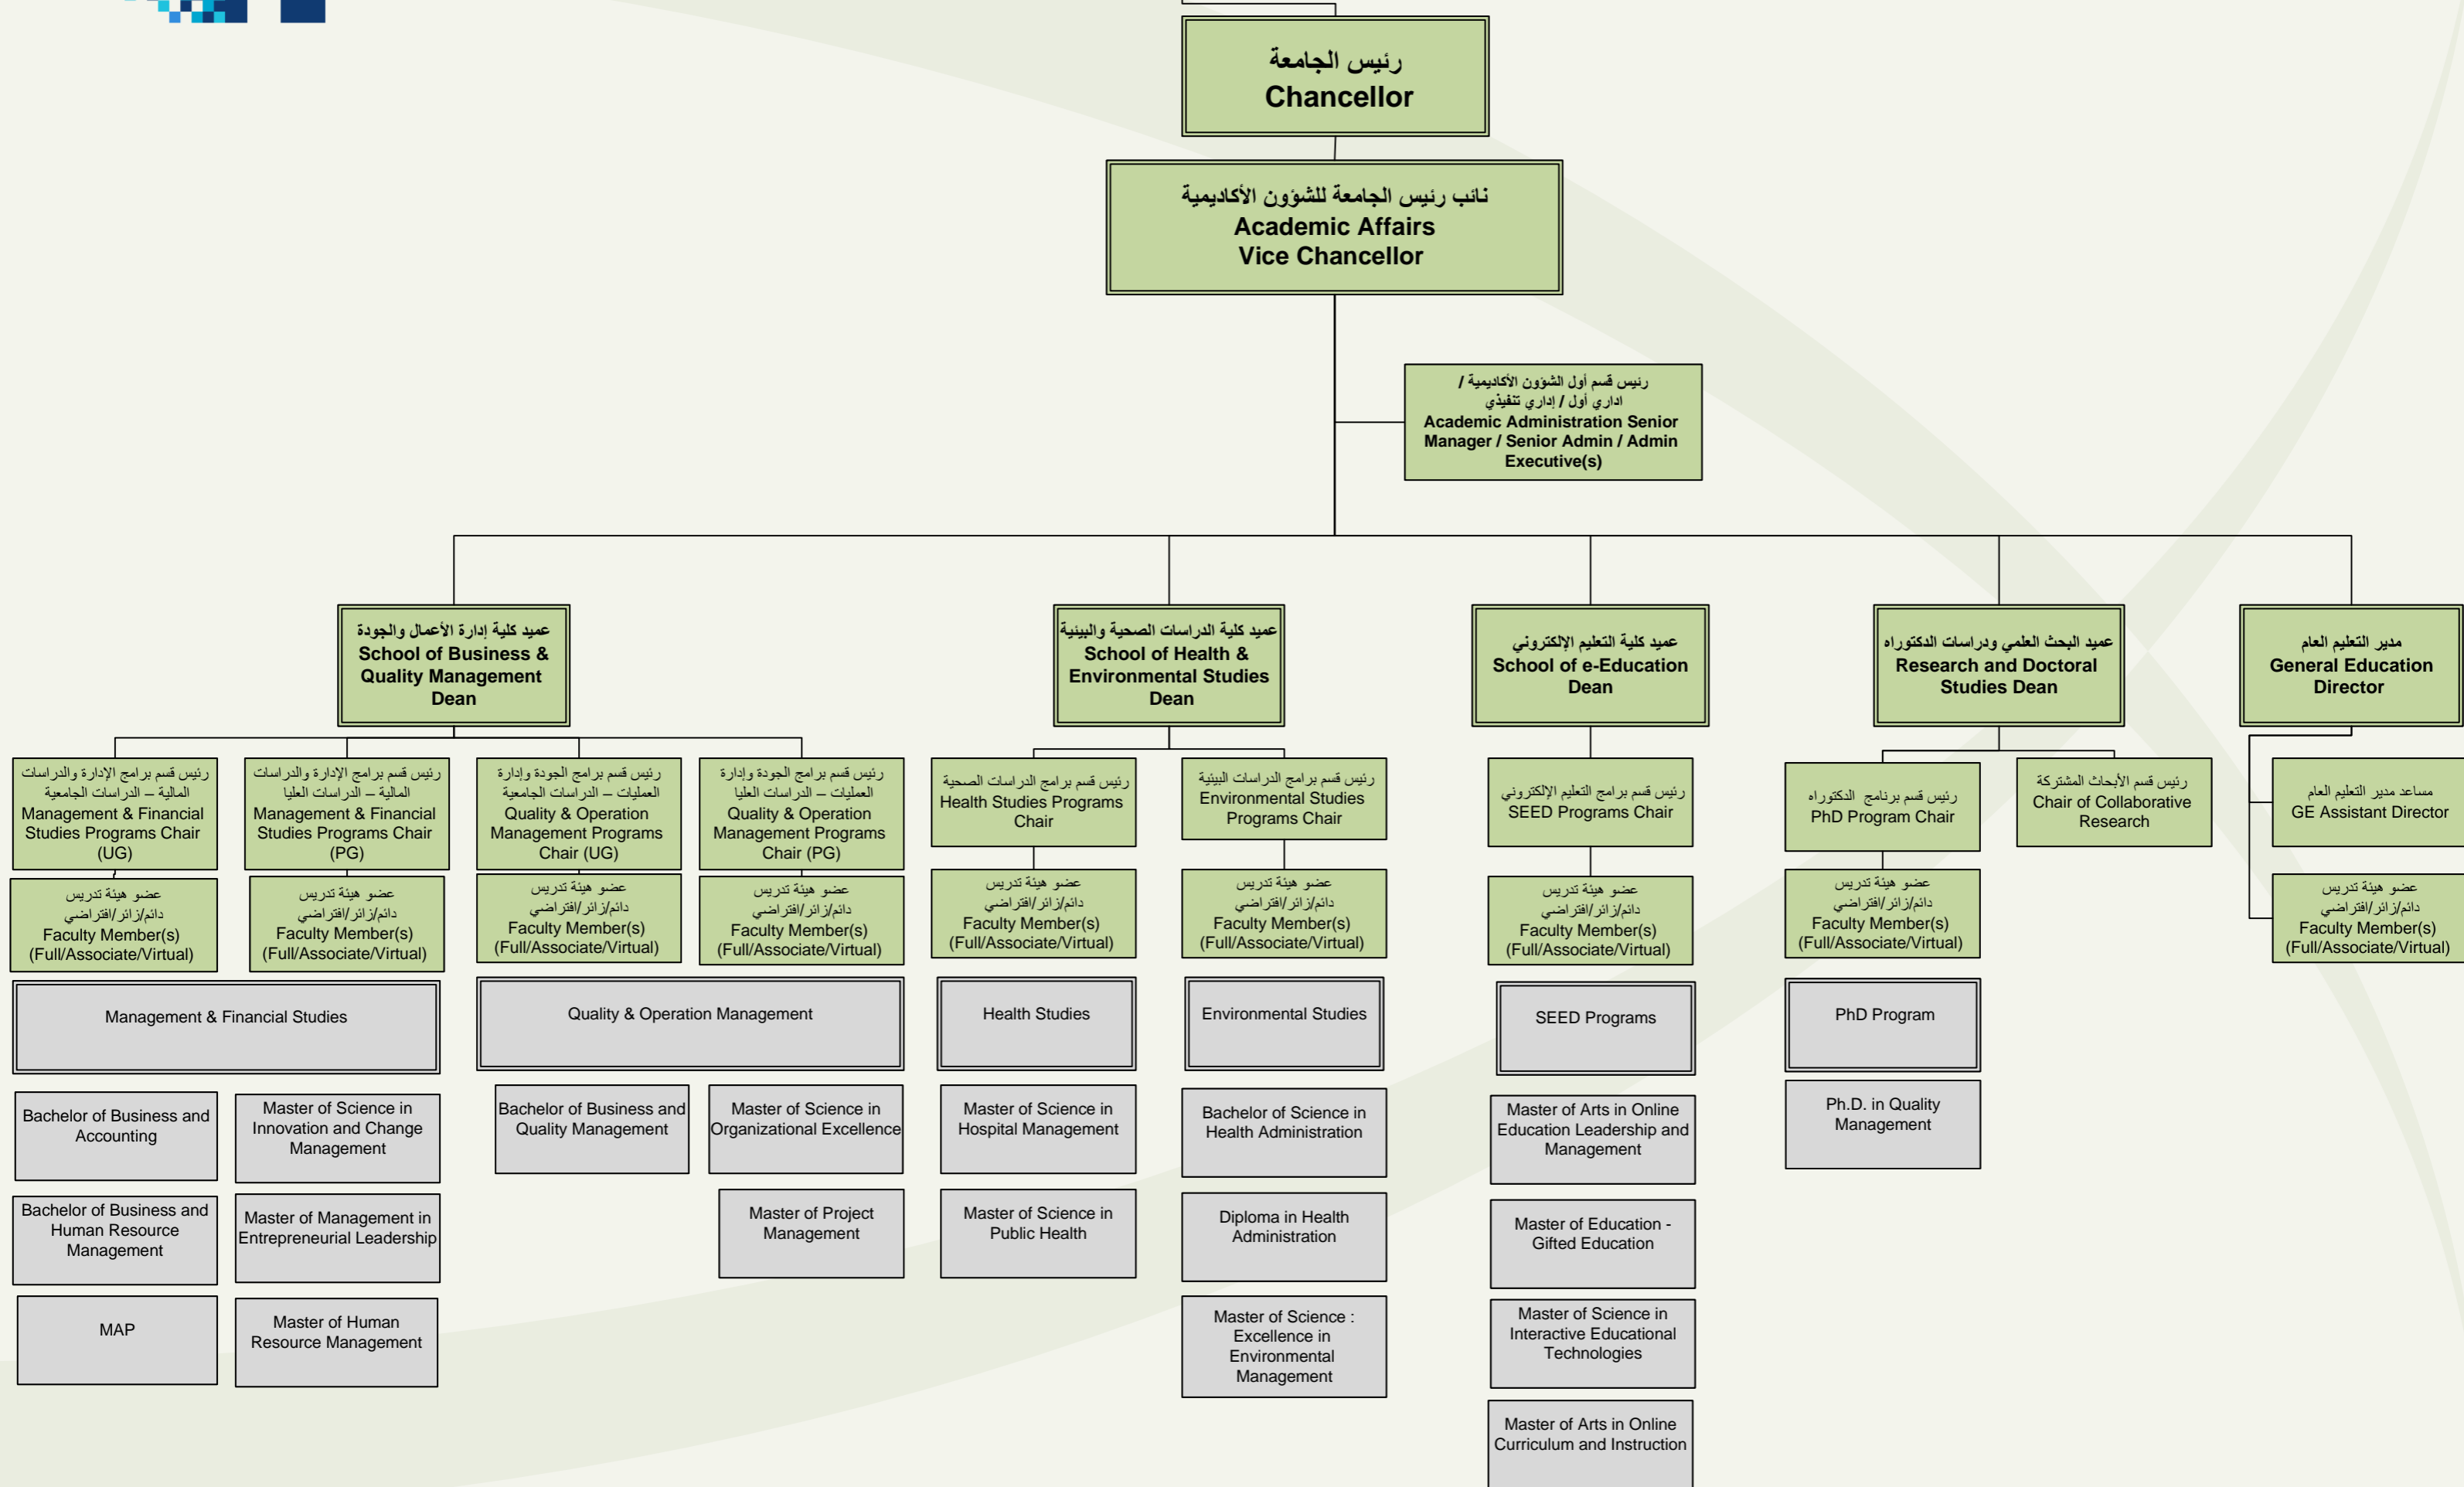 رئيس الجامعة
Chancellor
نائب رئيس الجامعة للشؤون الأكاديمية
Academic Affairs
Vice Chancellor
رئيس قسم أول الشؤون الأكاديمية /
اداري أول / إداري تنفيذي
Academic Administration Senior
Manager / Senior Admin / Admin
Executive(s)
عميد كلية إدارة الأعمال والجودة
School of Business &
Quality Management
Dean
عميد كلية الدراسات الصحية والبيئية
School of Health &
Environmental Studies
Dean
عميد كلية التعليم الإلكتروني
School of e-Education
Dean
عميد البحث العلمي ودراسات الدكتوراه
Research and Doctoral
Studies Dean
مدير التعليم العام
General Education
Director
رئيس قسم برامج الإدارة والدراسات
المالية – الدراسات الجامعية
Management & Financial
Studies Programs Chair
(UG)
رئيس قسم برامج الإدارة والدراسات
المالية – الدراسات العليا
Management & Financial
Studies Programs Chair
(PG)
رئيس قسم برامج الجودة وإدارة
العمليات – الدراسات الجامعية
Quality & Operation
Management Programs
Chair (UG)
رئيس قسم برامج الجودة وإدارة
العمليات – الدراسات العليا
Quality & Operation
Management Programs
Chair (PG)
رئيس قسم برامج الدراسات الصحية
Health Studies Programs
Chair
رئيس قسم برامج الدراسات البيئية
Environmental Studies
Programs Chair
رئيس قسم برامج التعليم الإلكتروني
SEED Programs Chair
رئيس قسم برنامج الدكتوراه
PhD Program Chair
رئيس قسم الأبحاث المشتركة
Chair of Collaborative
Research
مساعد مدير التعليم العام
GE Assistant Director
عضو هيئة تدريس
دائم/زائر/افتراضي
Faculty Member(s)
(Full/Associate/Virtual)
عضو هيئة تدريس
دائم/زائر/افتراضي
Faculty Member(s)
(Full/Associate/Virtual)
عضو هيئة تدريس
دائم/زائر/افتراضي
Faculty Member(s)
(Full/Associate/Virtual)
عضو هيئة تدريس
دائم/زائر/افتراضي
Faculty Member(s)
(Full/Associate/Virtual)
عضو هيئة تدريس
دائم/زائر/افتراضي
Faculty Member(s)
(Full/Associate/Virtual)
عضو هيئة تدريس
دائم/زائر/افتراضي
Faculty Member(s)
(Full/Associate/Virtual)
عضو هيئة تدريس
دائم/زائر/افتراضي
Faculty Member(s)
(Full/Associate/Virtual)
عضو هيئة تدريس
دائم/زائر/افتراضي
Faculty Member(s)
(Full/Associate/Virtual)
عضو هيئة تدريس
دائم/زائر/افتراضي
Faculty Member(s)
(Full/Associate/Virtual)
Management & Financial Studies
Quality & Operation Management
Health Studies
Environmental Studies
SEED Programs
PhD Program
Bachelor of Business and
Accounting
Master of Science in
Innovation and Change
Management
Bachelor of Business and
Quality Management
Master of Science in
Organizational Excellence
Master of Science in
Hospital Management
Bachelor of Science in
Health Administration
Master of Arts in Online
Education Leadership and
Management
Ph.D. in Quality
Management
Bachelor of Business and
Human Resource
Management
Master of Management in
Entrepreneurial Leadership
Master of Project
Management
Master of Science in
Public Health
Diploma in Health
Administration
Master of Education -
Gifted Education
MAP
Master of Human
Resource Management
Master of Science :
Excellence in
Environmental
Management
Master of Science in
Interactive Educational
Technologies
Master of Arts in Online
Curriculum and Instruction